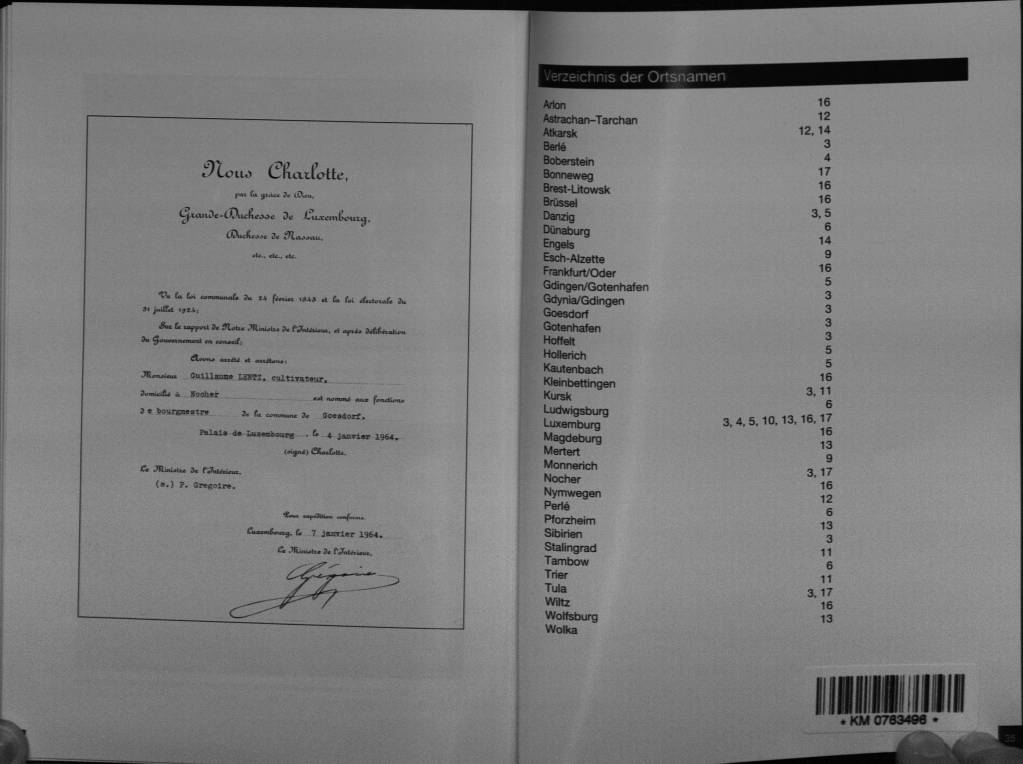 Nous Charlotte,
par la grâce de Dieu,
Grande-Duchesse de Luxembourg,
Duchesse de Nassau,
etc., etc., etc.
Vu la loi communale du 24 février 1843 et la loi électorale du
31 juillet 1924;
Sur le rapport de Notre Ministre de l'Intérieur, et après délibération
du Gouvernement en conseil;
Avons arrêté et arrêtons:
Monsieur Guillaume LENTZ, cultivateur,
domicilié à Nocher est nommé aux fonctions
de bourgmestre de la commune de Goesdorf.
Palais de Luxembourg , le 4 janvier 1964.
(signé) Charlotte.
Le Ministre de l'Intérieur,
(s.) P. Gregoire.
Pour expédition conforme.
Luxembourg, le 7 janvier 1964.
Le Ministre de l'Intérieur,
Grégoire
Verzeichnis der Ortsnamen
Arlon 16
Astrachan–Tarchan 12
Atkarsk 12, 14
Berlé 3
Boberstein 4
Bonneweg 17
Brest-Litowsk 16
Brüssel 16
Danzig 3, 5
Dünaburg 6
Engels 14
Esch-Alzette 9
Frankfurt/Oder 16
Gdingen/Gotenhafen 5
Gdynia/Gdingen 3
Goesdorf 3
Gotenhafen 3
Hoffelt 3
Hollerich 5
Kautenbach 5
Kleinbettingen 16
Kursk 3, 11
Ludwigsburg 6
Luxemburg 3, 4, 5, 10, 13, 16, 17
Magdeburg 16
Mertert 13
Monnerich 9
Nocher 3, 17
Nymwegen 16
Perlé 12
Pforzheim 6
Sibirien 13
Stalingrad 3
Tambow 11
Trier 6
Tula 11
Wiltz 3, 17
Wolfsburg 16
Wolka 13
* KM 0763496 *
25